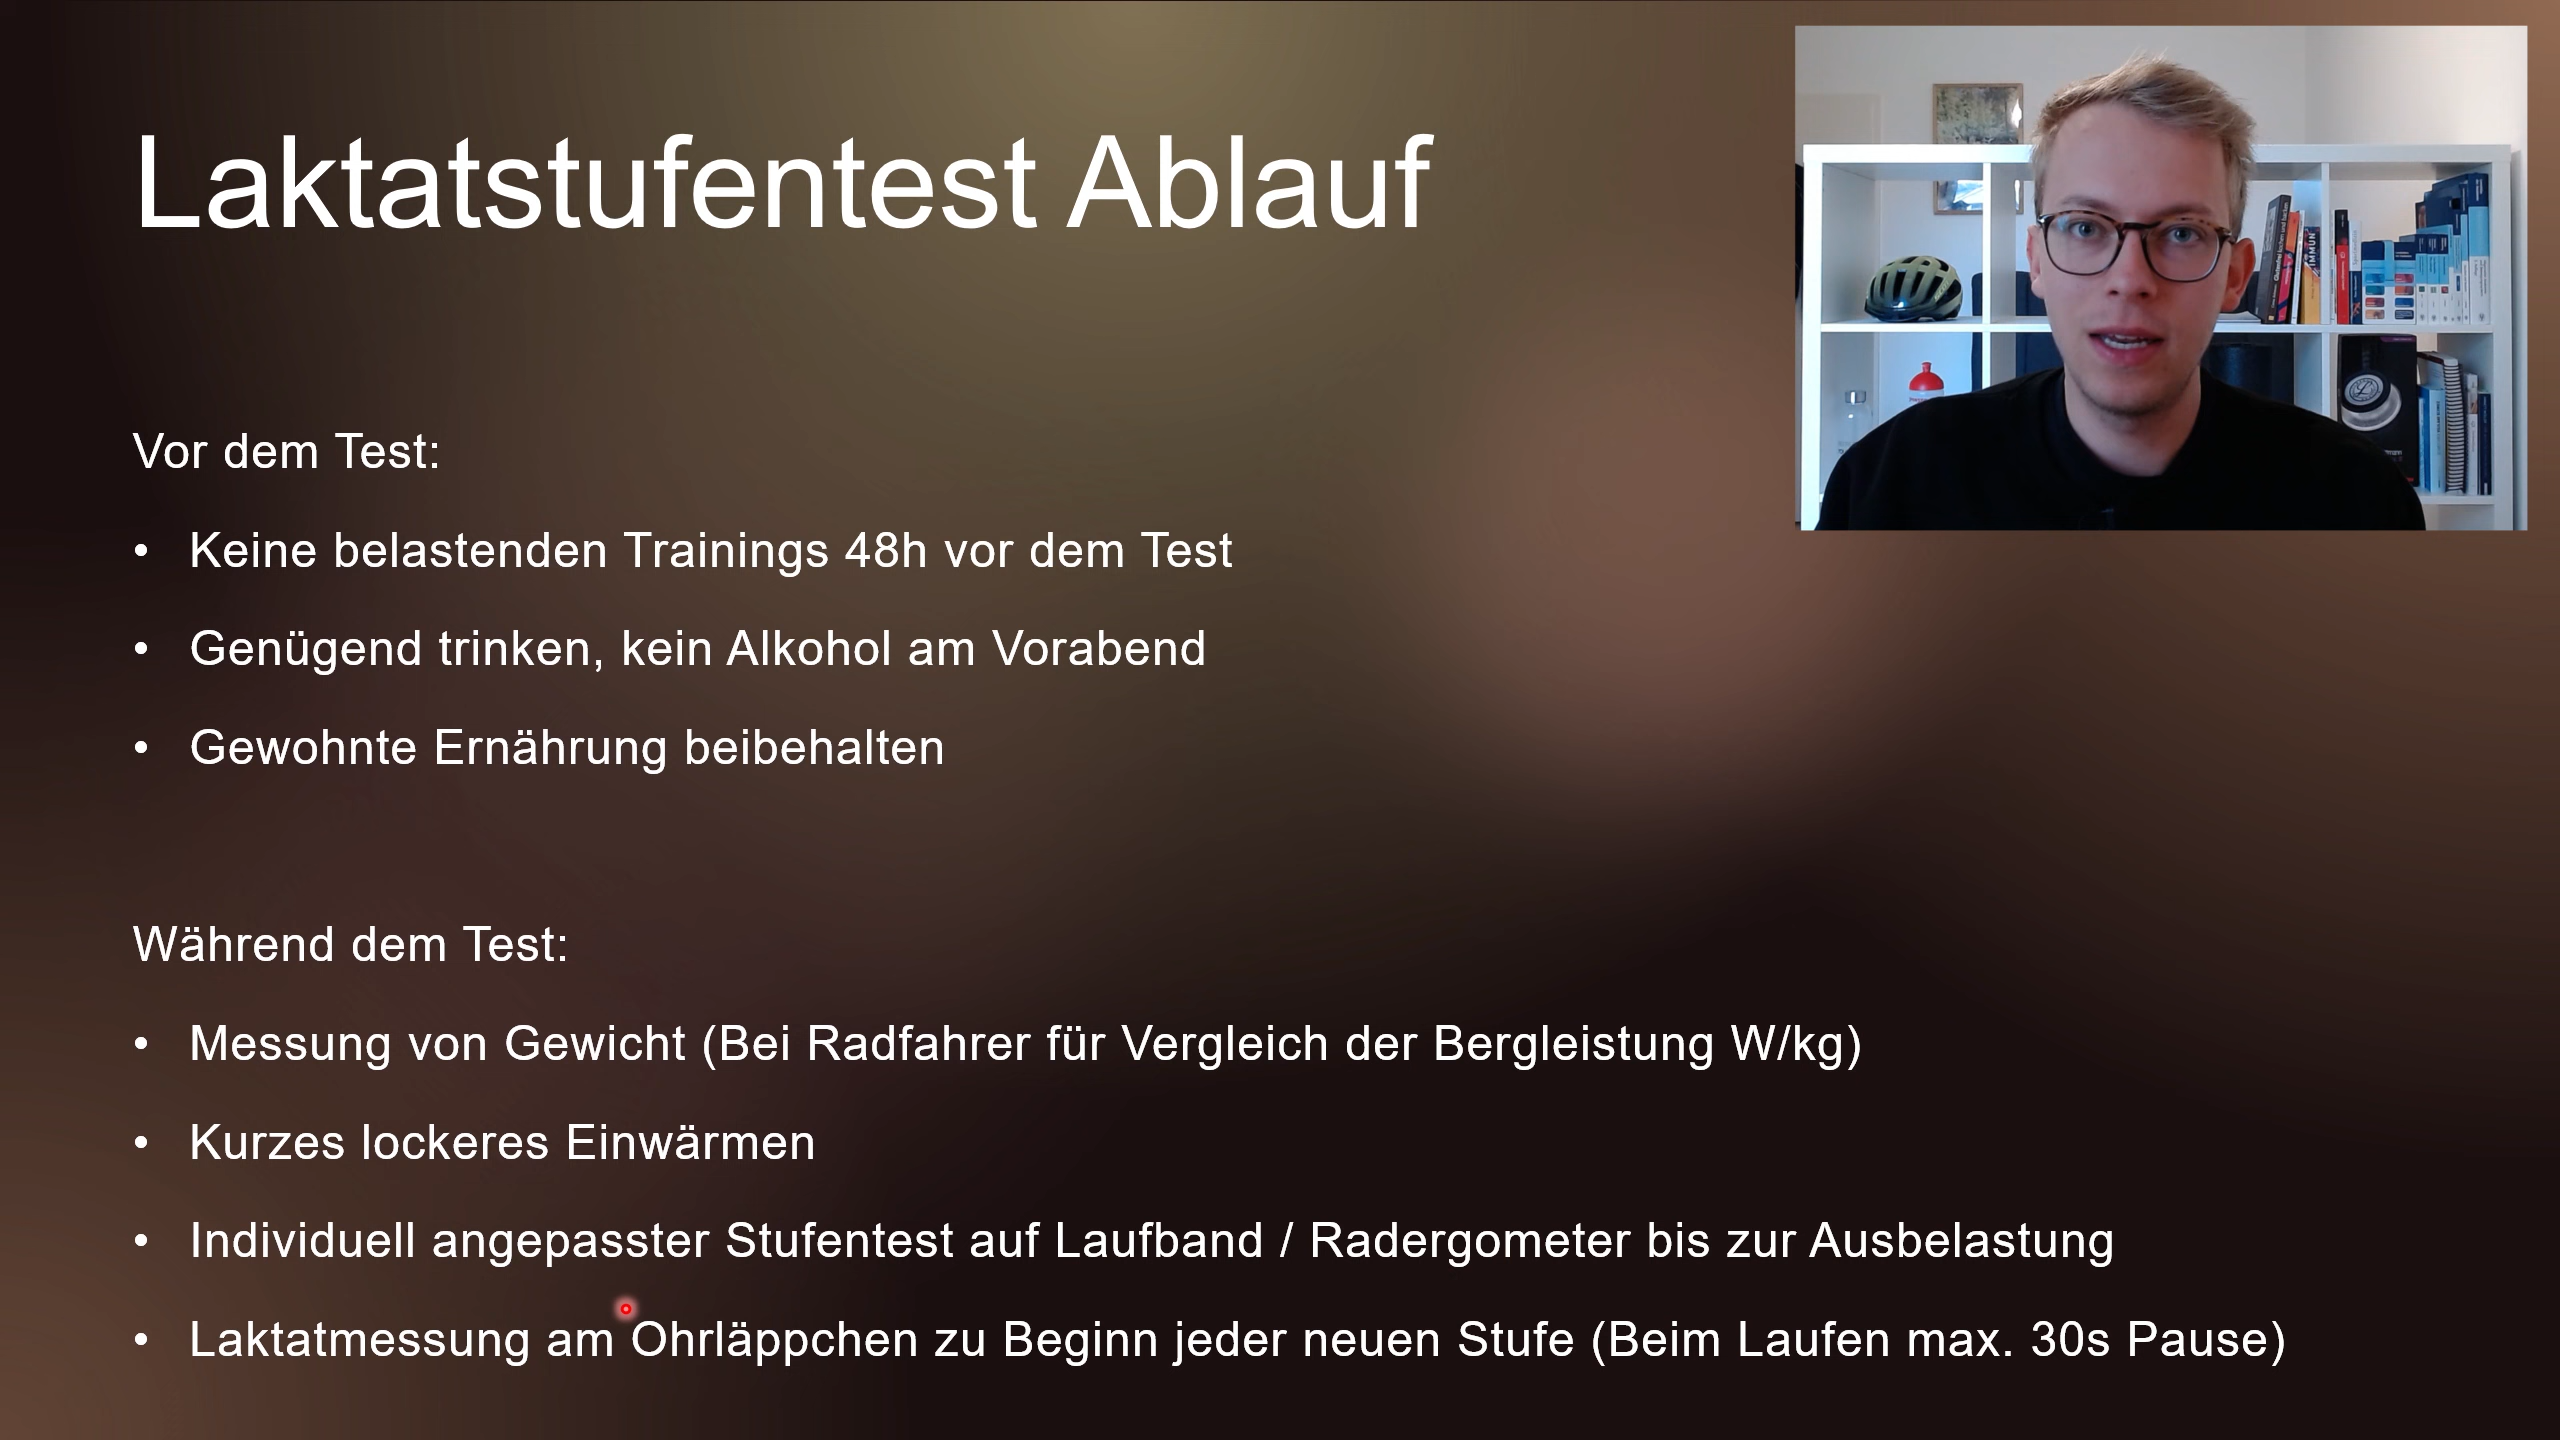 Laktatstufentest Ablauf
Vor dem Test:
• Keine belastenden Trainings 48h vor dem Test
• Genügend trinken, kein Alkohol am Vorabend
• Gewohnte Ernährung beibehalten
Während dem Test:
• Messung von Gewicht (Bei Radfahrer für Vergleich der Bergleistung W/kg)
• Kurzes lockeres Einwärmen
• Individuell angepasster Stufentest auf Laufband / Radergometer bis zur Ausbelastung
• Laktatmessung am Ohrläppchen zu Beginn jeder neuen Stufe (Beim Laufen max. 30s Pause)
IMMUN